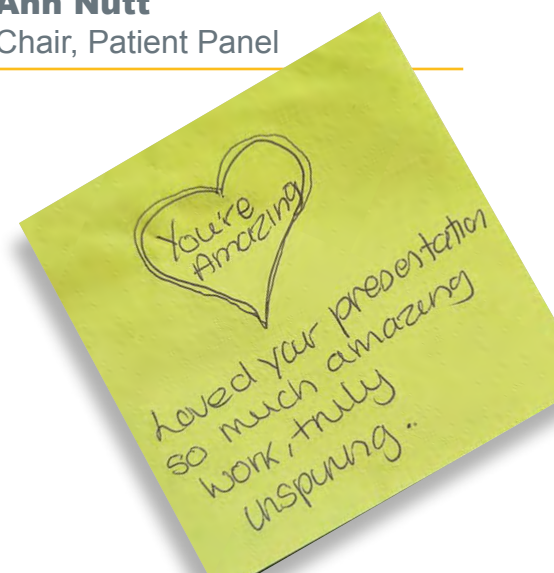 Ann Nutt
Chair, Patient Panel
You're
Amazing
Loved your presentation
so much amazing
work, truly
inspiring..